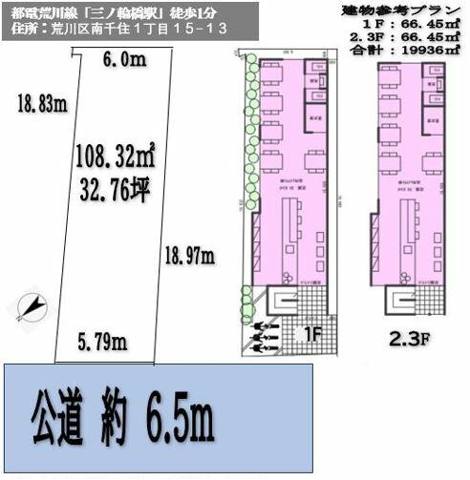 都電荒川線「三ノ輪橋駅」徒歩1分
住所：荒川区南千住1丁目15-13
建物参考プラン
1F：66.45㎡
2.3F：66.45㎡
合計：19936㎡
6.0m
18.83m
108.32㎡
32.76坪
18.97m
5.79m
1F
2.3F
公道 約 6.5m